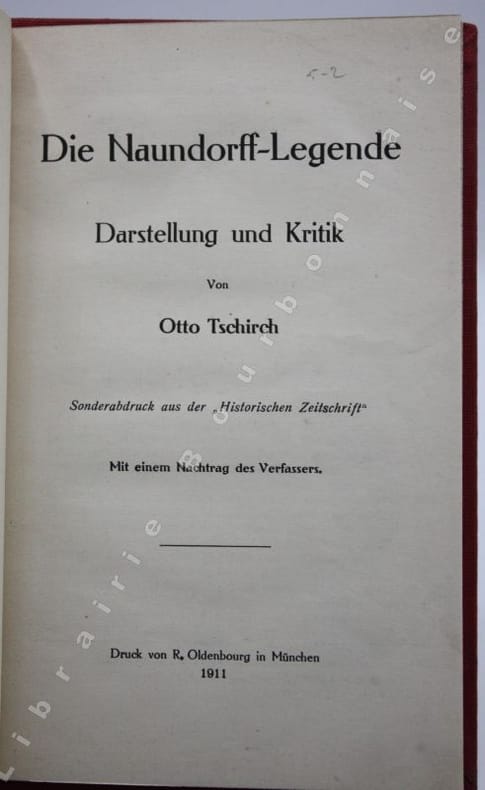 5-2
Die Naundorff-Legende
Darstellung und Kritik
Von
Otto Tschirch
Sonderabdruck aus der „Historischen Zeitschrift“
Mit einem Nachtrag des Verfassers.
Druck von R. Oldenbourg in München
1911
Librairie Bourbonnaise